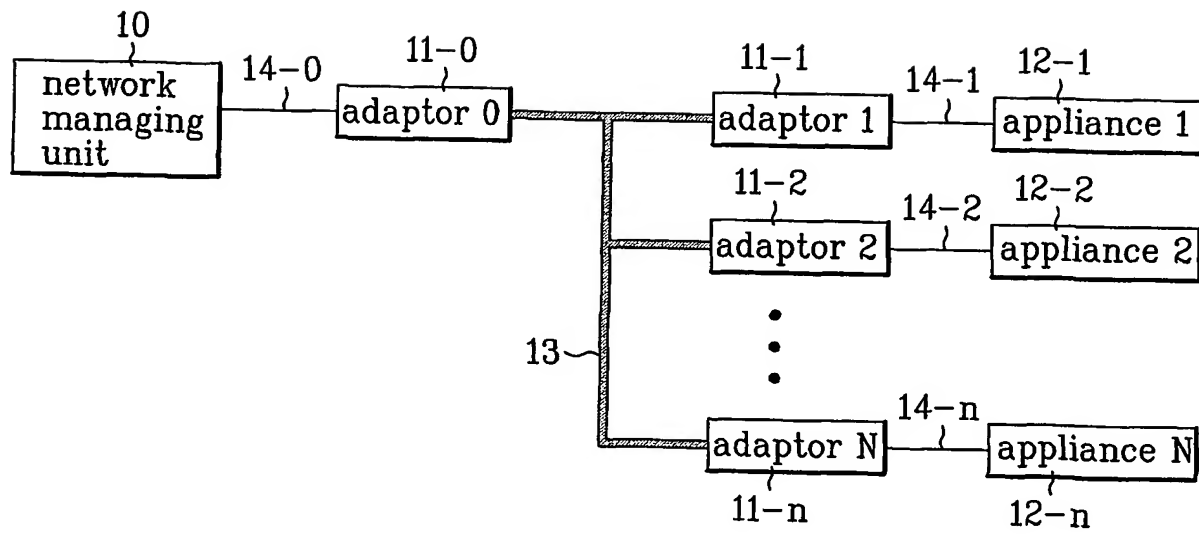 10
network
managing
unit
14-0
11-0
adaptor 0
11-1
adaptor 1
14-1
12-1
appliance 1
11-2
adaptor 2
14-2
12-2
appliance 2
13
adaptor N
11-n
14-n
appliance N
12-n